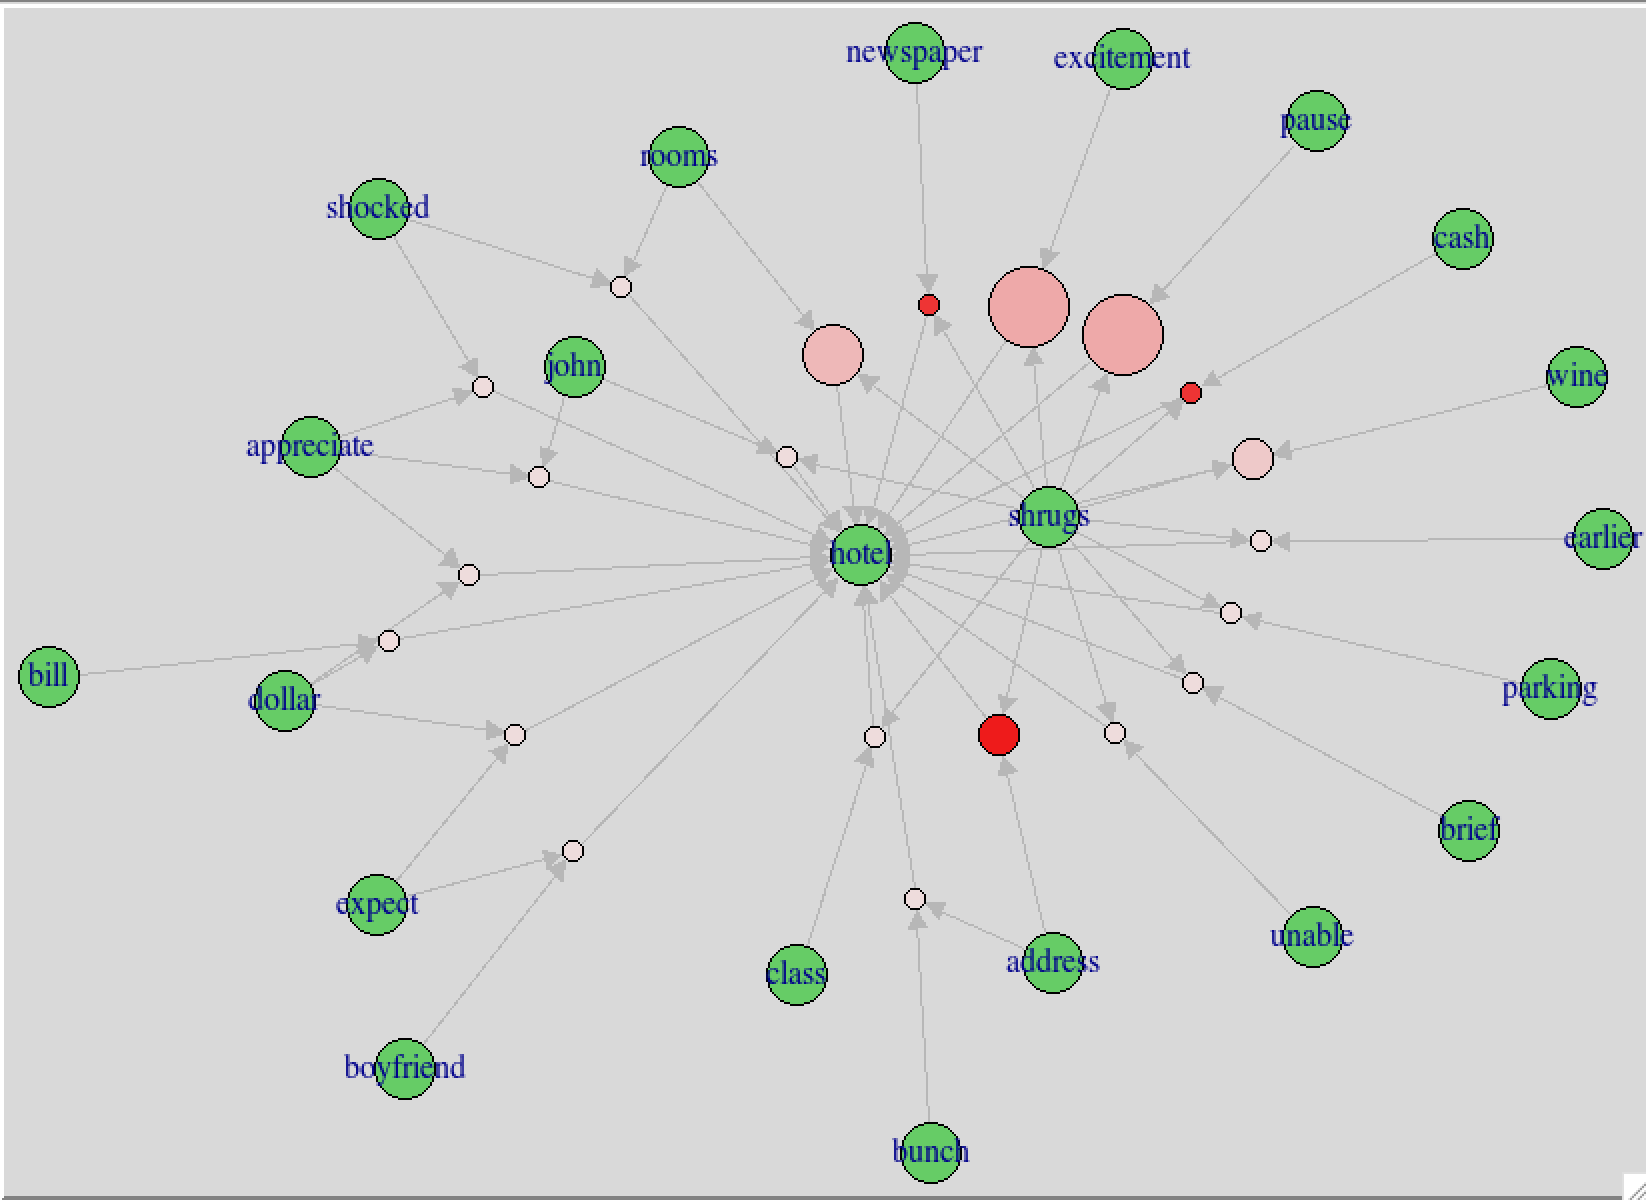 newspaper
excitement
pause
rooms
shocked
cash
john
wine
appreciate
shrugs
earlier
hotel
bill
dollar
parking
brief
expect
unable
class
address
boyfriend
bunch